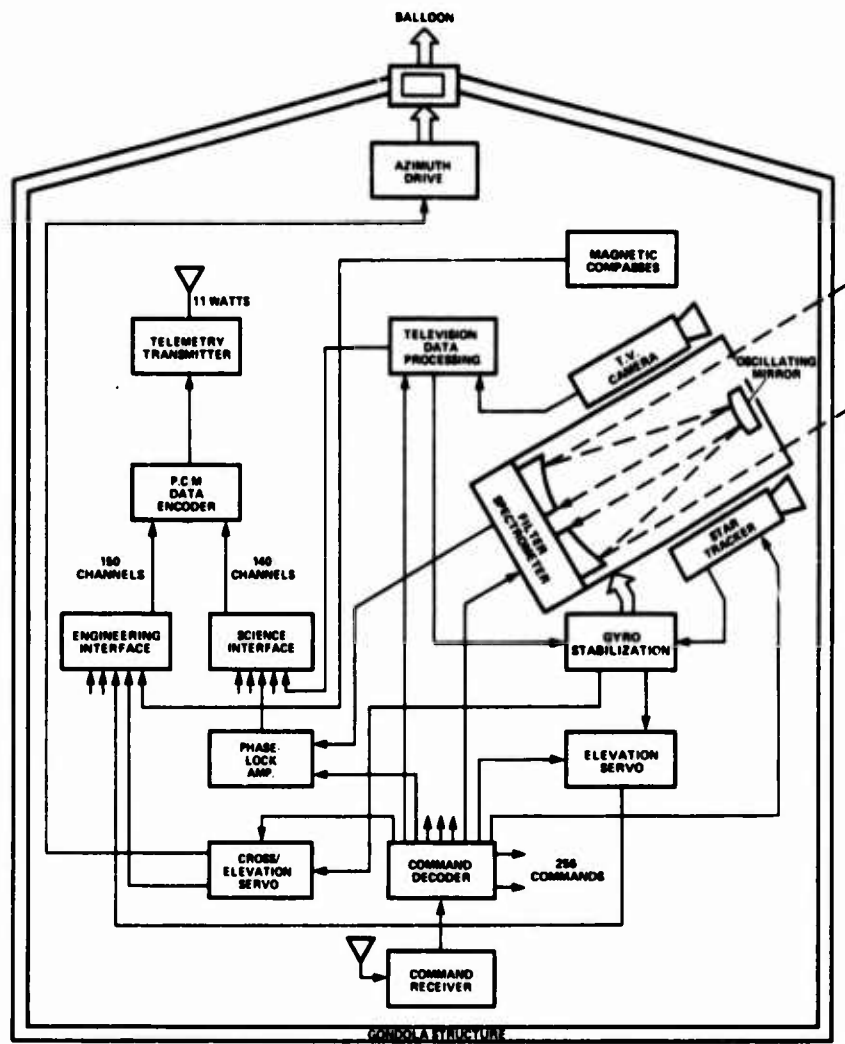 BALLOON
AZIMUTH
DRIVE
MAGNETIC
COMPASSES
11 WATTS
TELEMETRY
TRANSMITTER
TELEVISION
DATA
PROCESSING
T.V.
CAMERA
OSCILLATING
MIRROR
P.C.M
DATA
ENCODER
FILTER
SPECTROMETER
STAR
TRACKER
150
CHANNELS
140
CHANNELS
ENGINEERING
INTERFACE
SCIENCE
INTERFACE
GYRO
STABILIZATION
PHASE-
LOCK
AMP.
ELEVATION
SERVO
CROSS/
ELEVATION
SERVO
COMMAND
DECODER
256
COMMANDS
COMMAND
RECEIVER
GONDOLA STRUCTURE